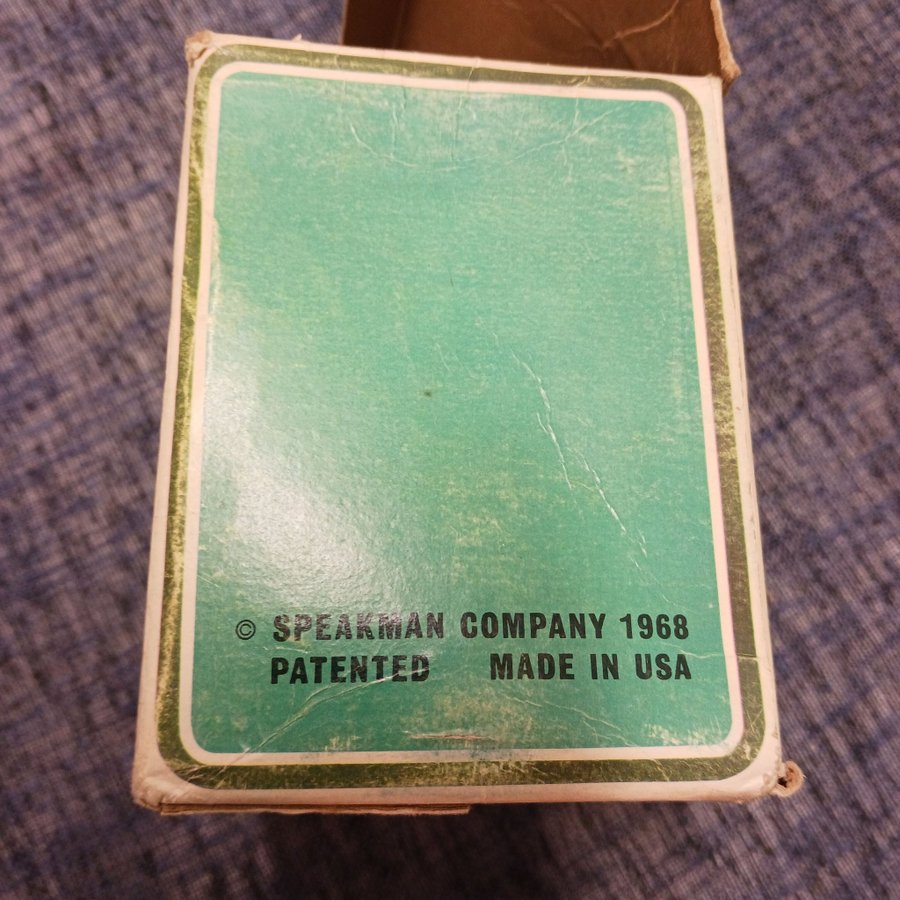 © SPEAKMAN COMPANY 1968
PATENTED MADE IN USA